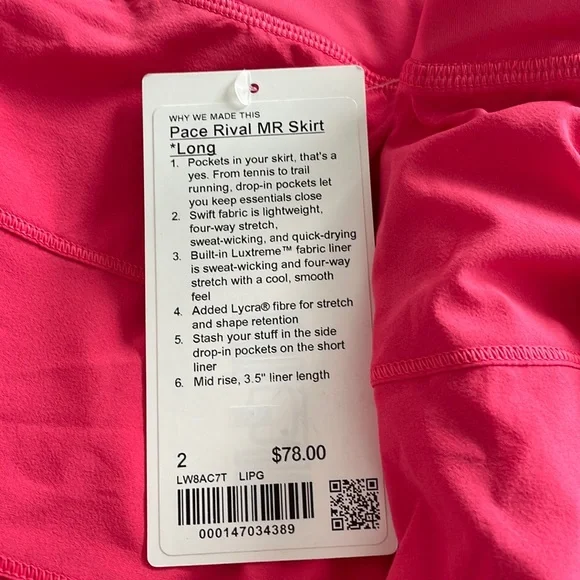 WHY WE MADE THIS
Pace Rival MR Skirt
*Long
1. Pockets in your skirt, that's a
yes. From tennis to trail
running, drop-in pockets let
you keep essentials close
2. Swift fabric is lightweight,
four-way stretch,
sweat-wicking, and quick-drying
3. Built-in Luxtreme™ fabric liner
is sweat-wicking and four-way
stretch with a cool, smooth
feel
4. Added Lycra® fibre for stretch
and shape retention
5. Stash your stuff in the side
drop-in pockets on the short
liner
6. Mid rise, 3.5" liner length
2 $78.00
LW8AC7T LIPG
000147034389